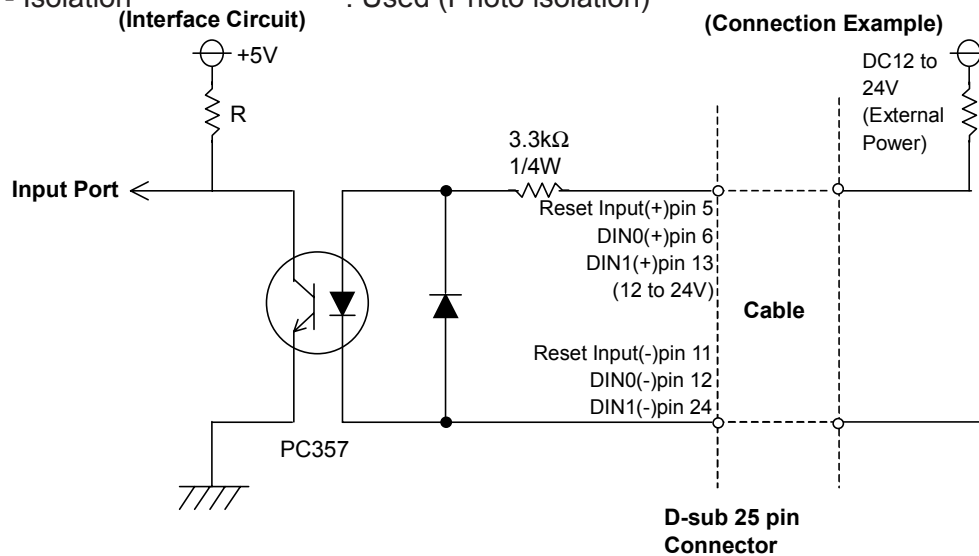 - Isolation : Used (Photo Isolation)
(Interface Circuit)
(Connection Example)
+5V
DC12 to
24V
(External
Power)
R
3.3kΩ
1/4W
Input Port
Reset Input(+)pin 5
DIN0(+)pin 6
DIN1(+)pin 13
(12 to 24V)
Cable
Reset Input(-)pin 11
DIN0(-)pin 12
DIN1(-)pin 24
PC357
D-sub 25 pin
Connector